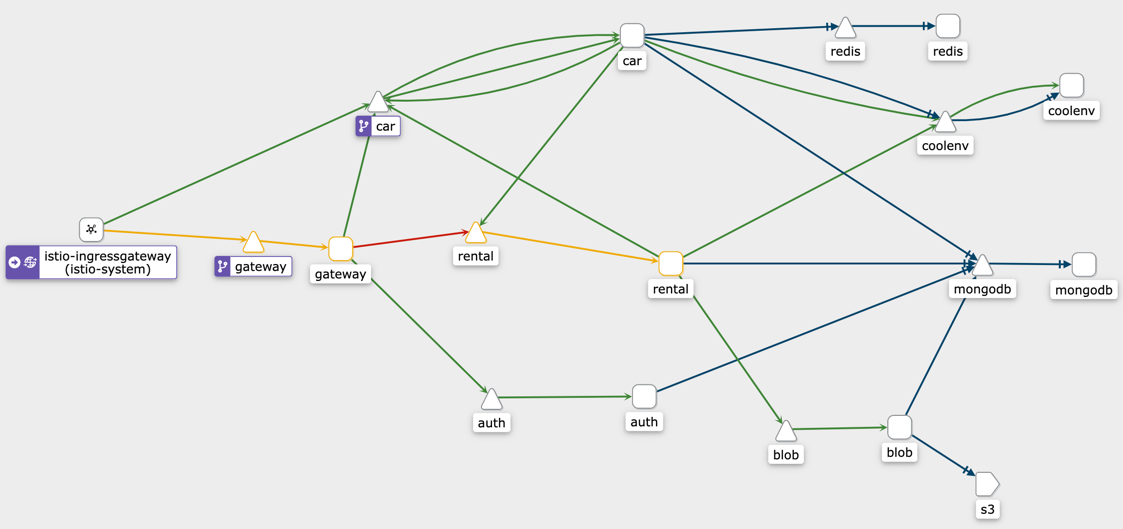 car
redis
redis
coolenv
car
coolenv
istio-ingressgateway
(istio-system)
gateway
gateway
rental
rental
mongodb
mongodb
auth
auth
blob
blob
s3